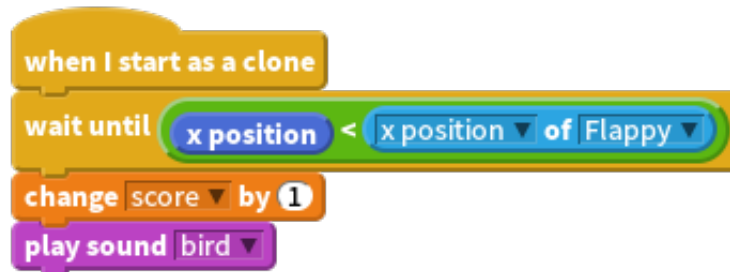 when I start as a clone
wait until x position < x position of Flappy
change score by 1
play sound bird